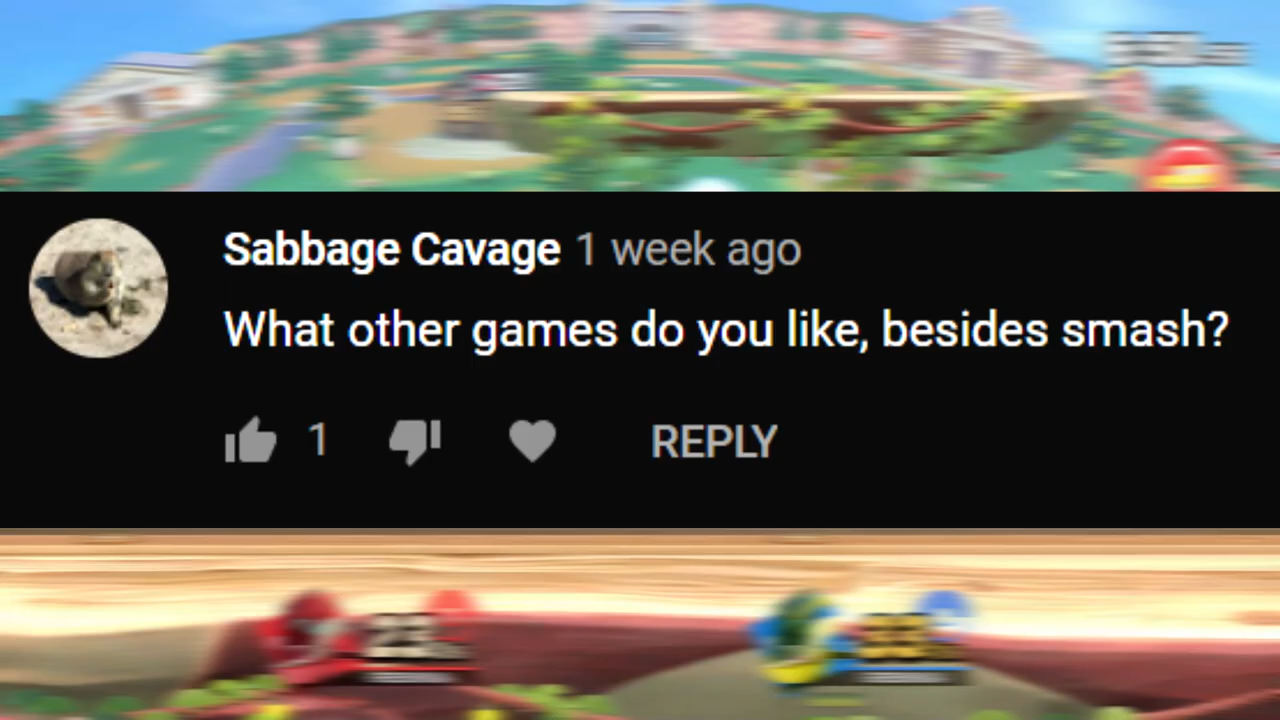 Sabbage Cavage 1 week ago
What other games do you like, besides smash?
1
REPLY